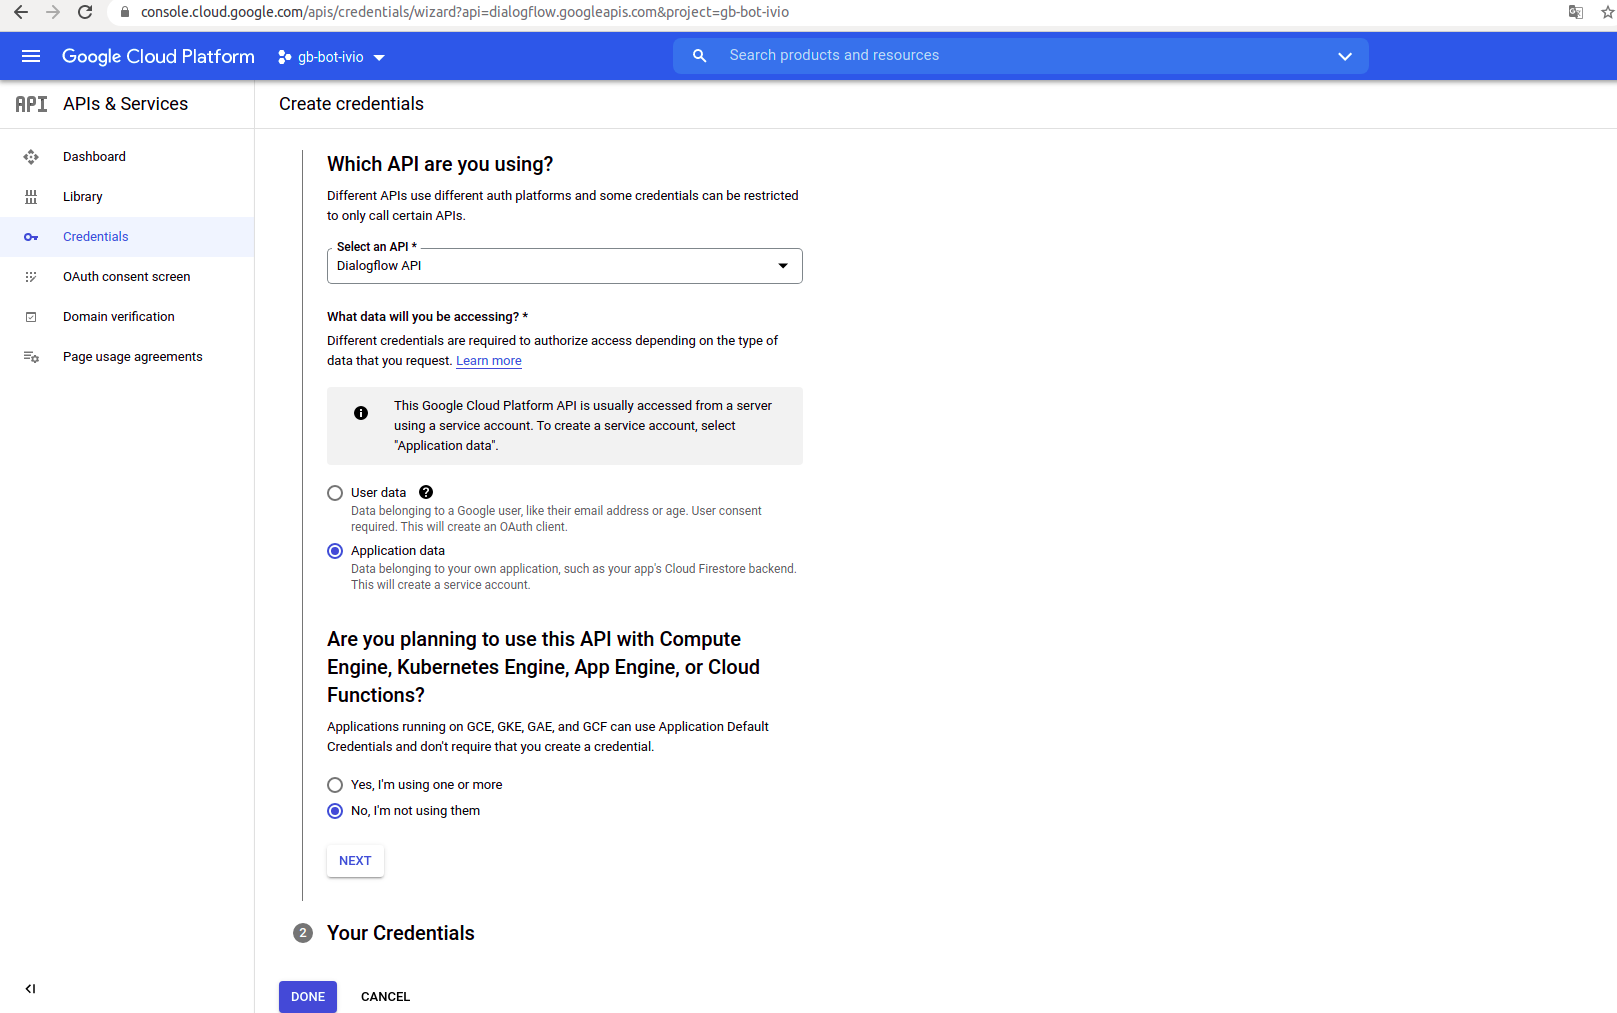 console.cloud.google.com/apis/credentials/wizard?api=dialogflow.googleapis.com&project=gb-bot-ivio
Google Cloud Platform
gb-bot-ivio
Search products and resources
API APIs & Services
Create credentials
Dashboard
Library
Credentials
OAuth consent screen
Domain verification
Page usage agreements
Which API are you using?
Different APIs use different auth platforms and some credentials can be restricted
to only call certain APIs.
Select an API *
Dialogflow API
What data will you be accessing? *
Different credentials are required to authorize access depending on the type of
data that you request. Learn more
This Google Cloud Platform API is usually accessed from a server
using a service account. To create a service account, select
"Application data".
User data
Data belonging to a Google user, like their email address or age. User consent
required. This will create an OAuth client.
Application data
Data belonging to your own application, such as your app's Cloud Firestore backend.
This will create a service account.
Are you planning to use this API with Compute
Engine, Kubernetes Engine, App Engine, or Cloud
Functions?
Applications running on GCE, GKE, GAE, and GCF can use Application Default
Credentials and don't require that you create a credential.
Yes, I'm using one or more
No, I'm not using them
NEXT
2 Your Credentials
DONE
CANCEL